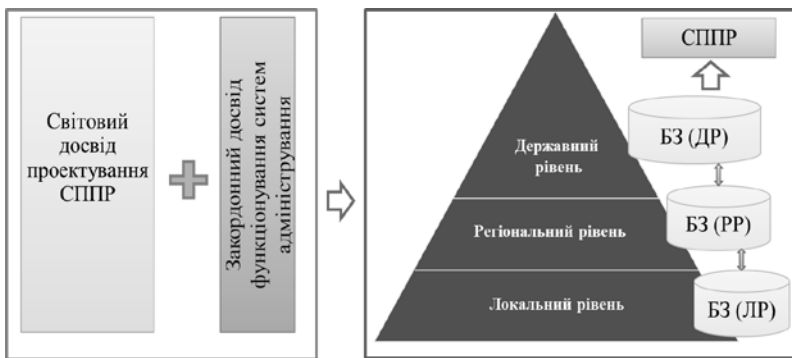 Світовий
досвід
проектування
СППР
Закордонний досвід
функціонування систем
адміністрування
СППР
Державний
рівень
БЗ (ДР)
Регіональний рівень
БЗ (РР)
Локальний рівень
БЗ (ЛР)